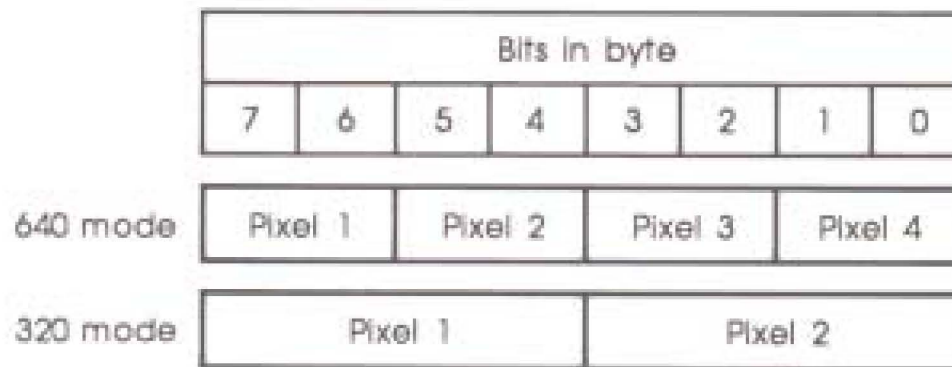 Bits in byte
7 6 5 4 3 2 1 0
640 mode Pixel 1 Pixel 2 Pixel 3 Pixel 4
320 mode Pixel 1 Pixel 2